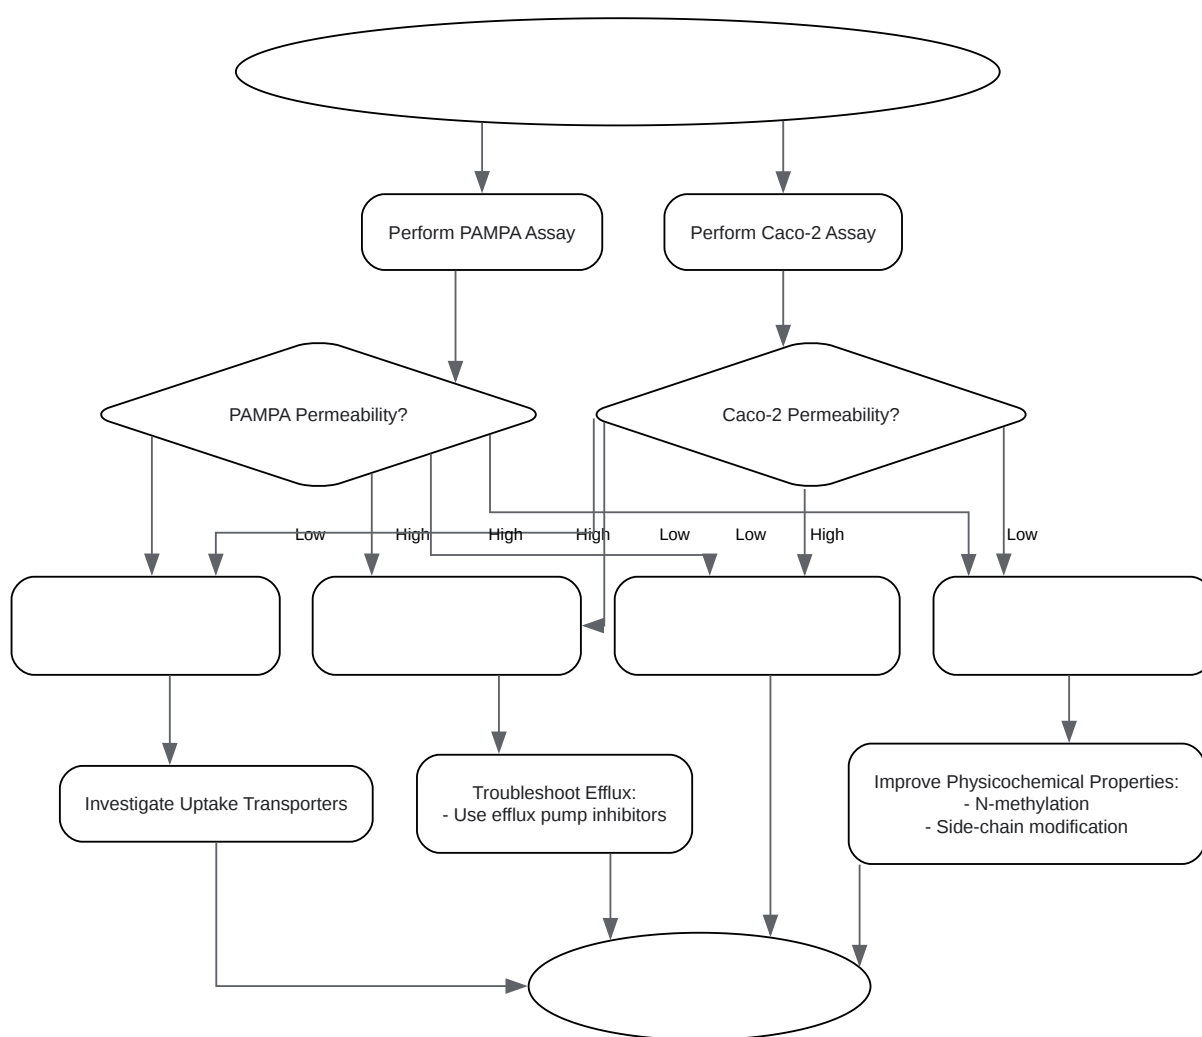 Perform PAMPA Assay
Perform Caco-2 Assay
PAMPA Permeability?
Caco-2 Permeability?
Low
High
High
High
Low
Low
High
Low
Investigate Uptake Transporters
Troubleshoot Efflux:
- Use efflux pump inhibitors
Improve Physicochemical Properties:
- N-methylation
- Side-chain modification